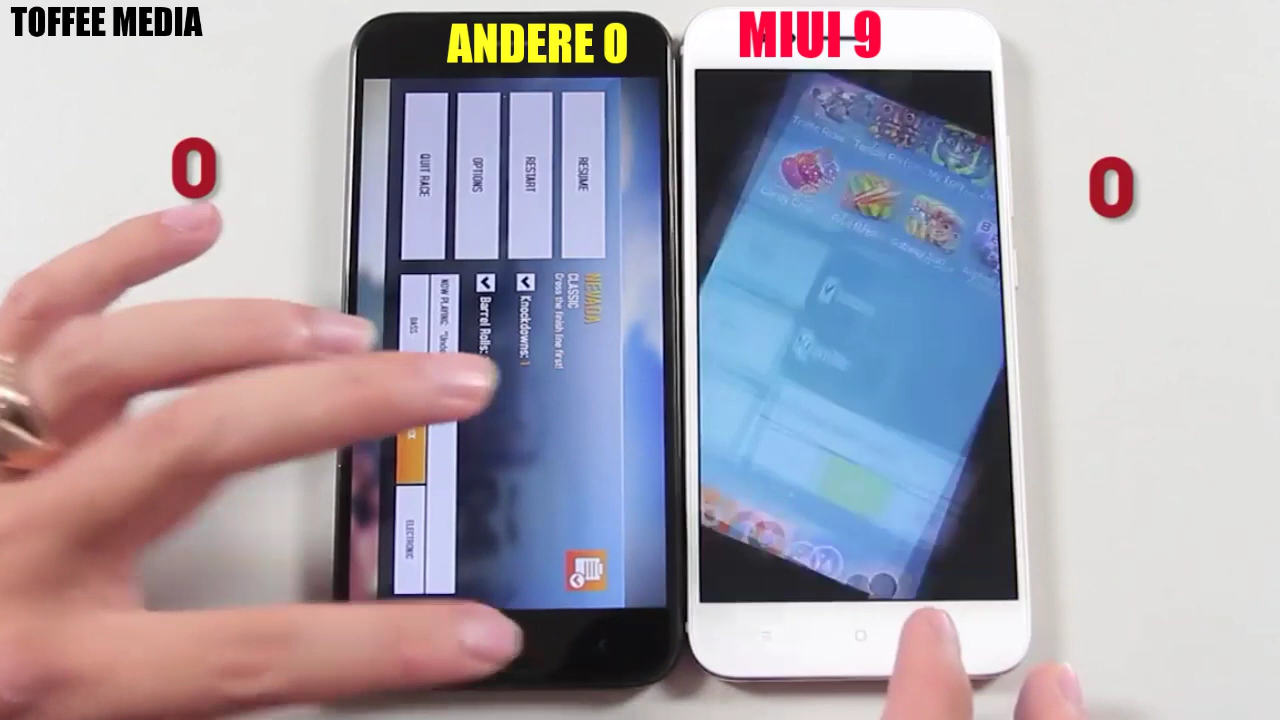 TOFFEE MEDIA
ANDERE 0
MIUI 9
0
0
RESUME
RESTART
OPTIONS
QUIT RACE
NEVADA
CLASSIC
Cross the finish line first!
Knockdowns: 1
Barrel Rolls:
NOW PLAYING:
BASS
ELECTRONIC